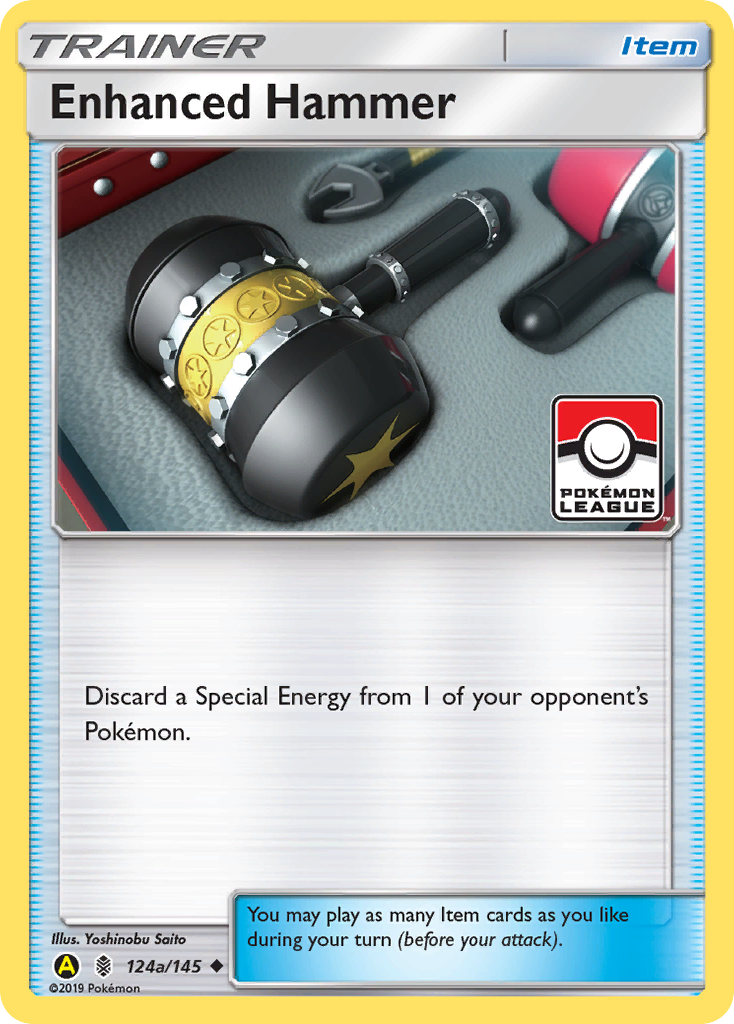 TRAINER
Item
Enhanced Hammer
POKÉMON
LEAGUE
™
Discard a Special Energy from 1 of your opponent's
Pokémon.
You may play as many Item cards as you like
during your turn (before your attack).
Illus. Yoshinobu Saito
A 124a/145
©2019 Pokémon